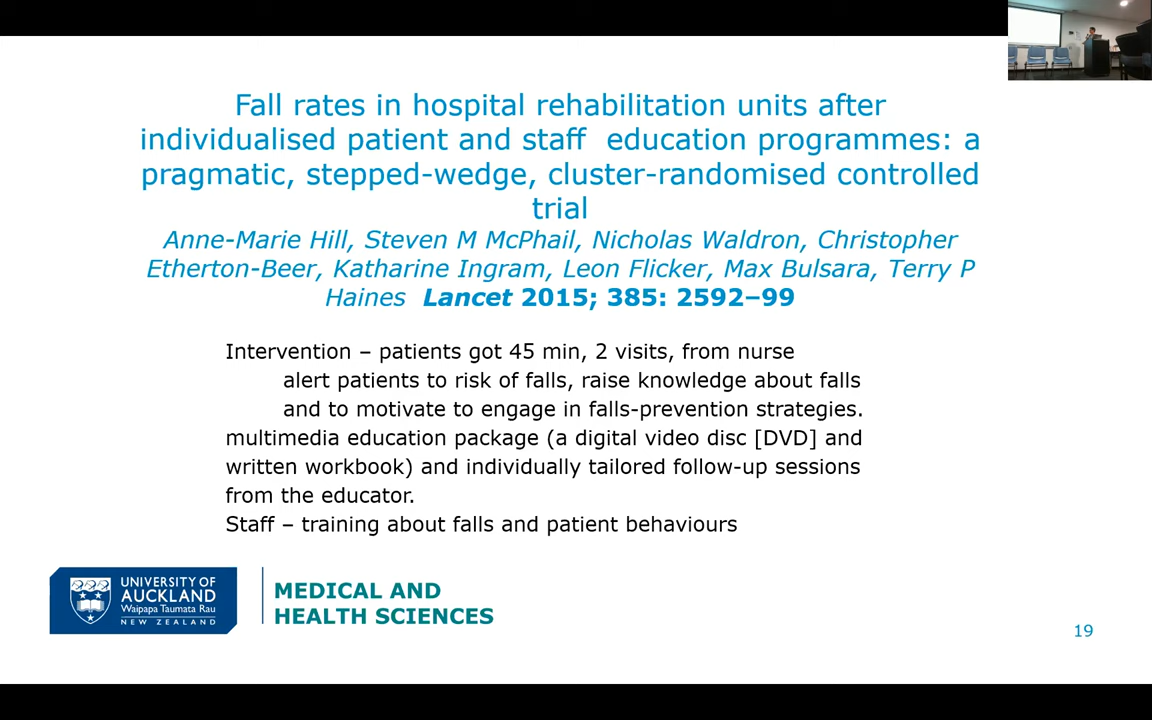 Fall rates in hospital rehabilitation units after
individualised patient and staff  education programmes: a
pragmatic, stepped-wedge, cluster-randomised controlled
trial
Anne-Marie Hill, Steven M McPhail, Nicholas Waldron, Christopher
Etherton-Beer, Katharine Ingram, Leon Flicker, Max Bulsara, Terry P
Haines  Lancet 2015; 385: 2592–99
Intervention – patients got 45 min, 2 visits, from nurse
alert patients to risk of falls, raise knowledge about falls
and to motivate to engage in falls-prevention strategies.
multimedia education package (a digital video disc [DVD] and
written workbook) and individually tailored follow-up sessions
from the educator.
Staff – training about falls and patient behaviours
UNIVERSITY OF
AUCKLAND
Waipapa Taumata Rau
NEW ZEALAND
MEDICAL AND
HEALTH SCIENCES
19